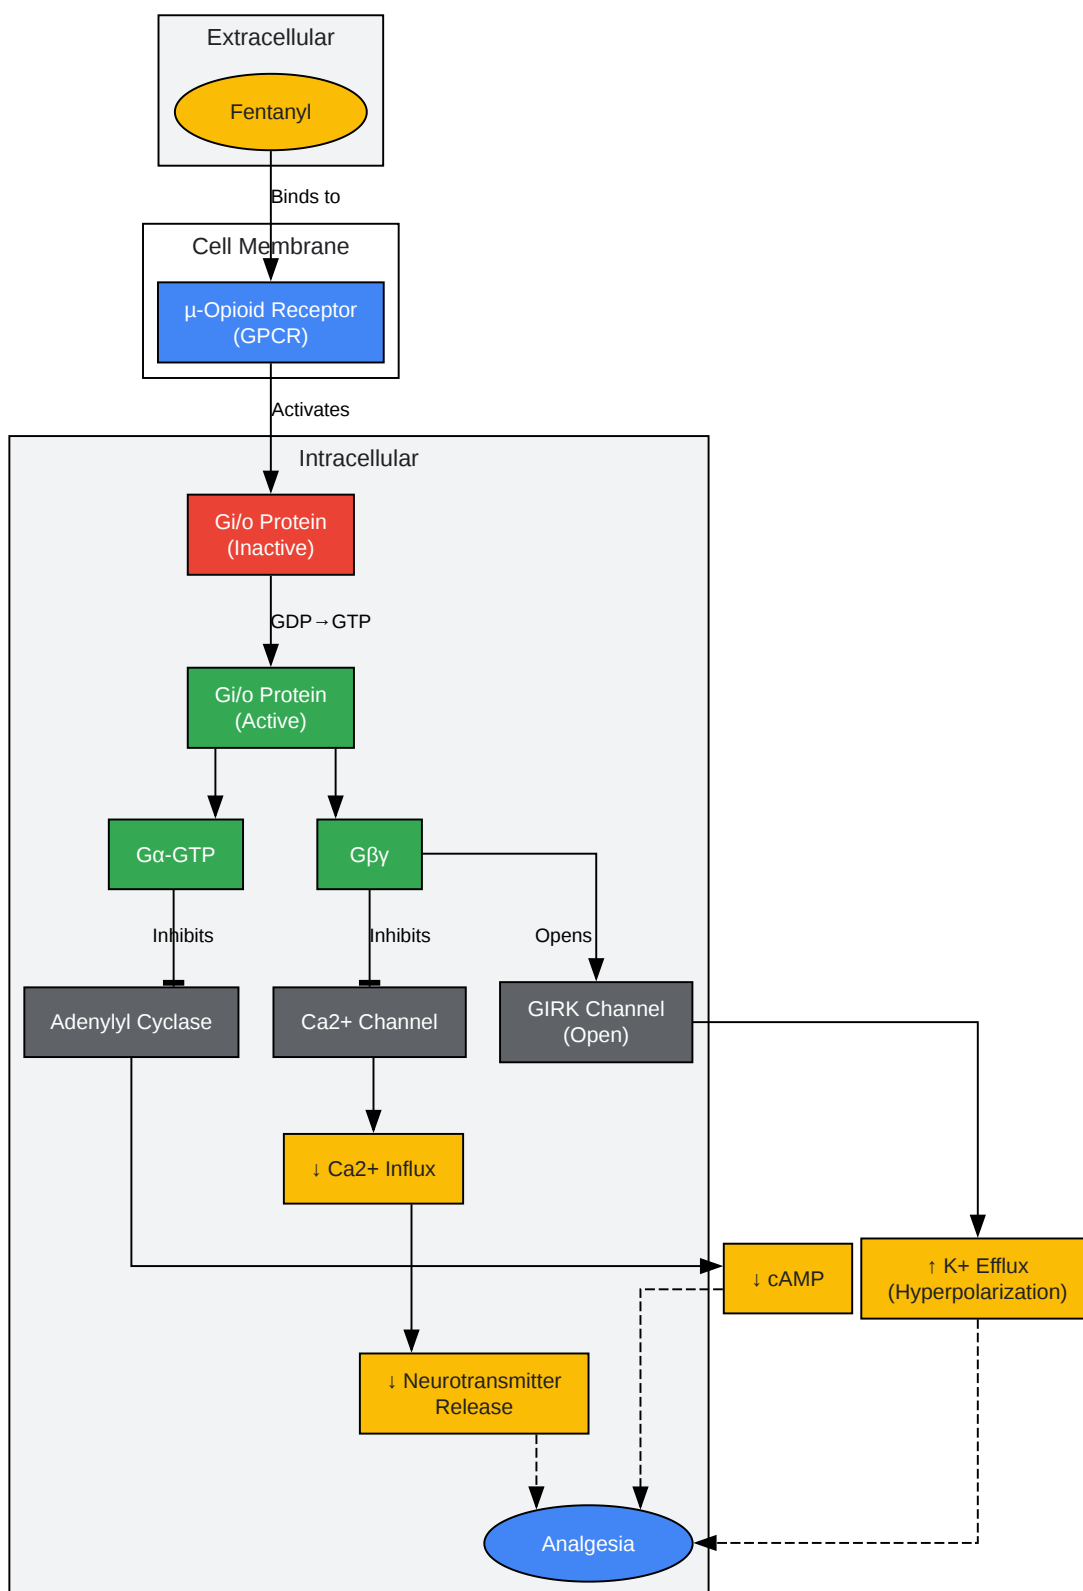 Extracellular
Fentanyl
Binds to
Cell Membrane
µ-Opioid Receptor
(GPCR)
Activates
Intracellular
Gi/o Protein
(Inactive)
GDP→GTP
Gi/o Protein
(Active)
Gα-GTP
Gβγ
Inhibits
Inhibits
Opens
Adenylyl Cyclase
Ca2+ Channel
GIRK Channel
(Open)
↓ Ca2+ Influx
↓ cAMP
↑ K+ Efflux
(Hyperpolarization)
↓ Neurotransmitter
Release
Analgesia